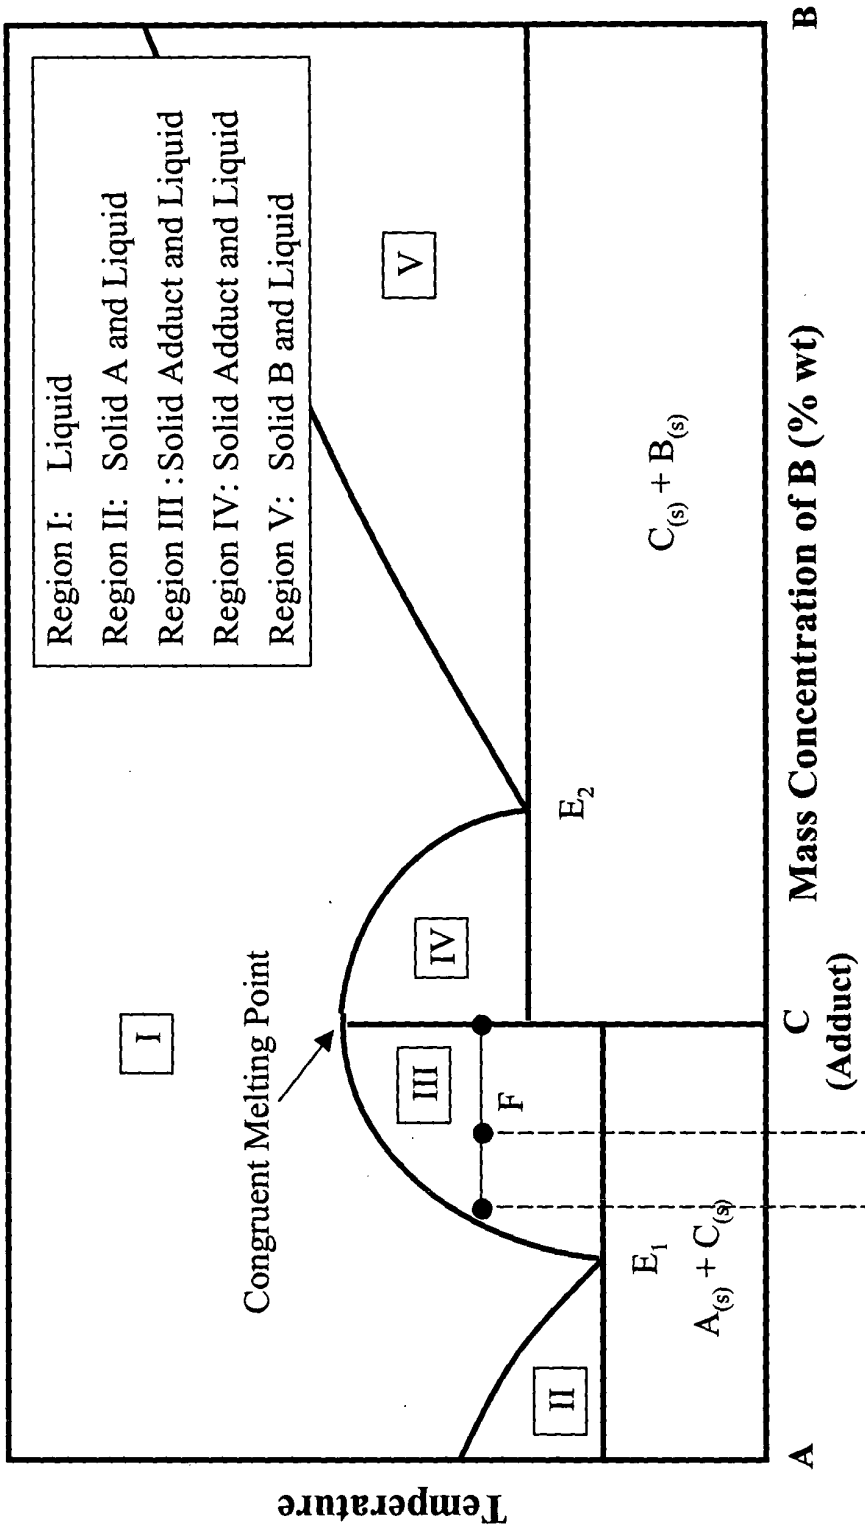 Region I: Liquid
Region II: Solid A and Liquid
Region III : Solid Adduct and Liquid
Region IV: Solid Adduct and Liquid
Region V: Solid B and Liquid
I
Congruent Melting Point
V
III
IV
II
F
E₁
A₍ₛ₎ + C₍ₛ₎
E₂
C₍ₛ₎ + B₍ₛ₎
Temperature
A
C
(Adduct)
B
Mass Concentration of B (% wt)